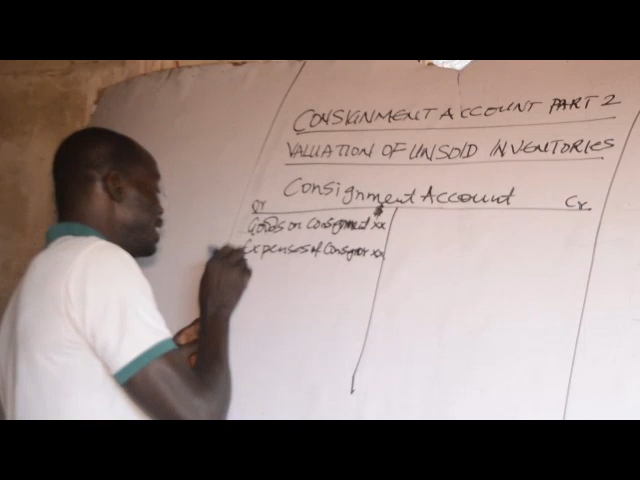 CONSIGNMENT ACCOUNT PART 2
VALUATION OF UNSOLD INVENTORIES
Consignment Account
Dr Cr.
Goods on Consignment xx
Expenses of Consignor xx